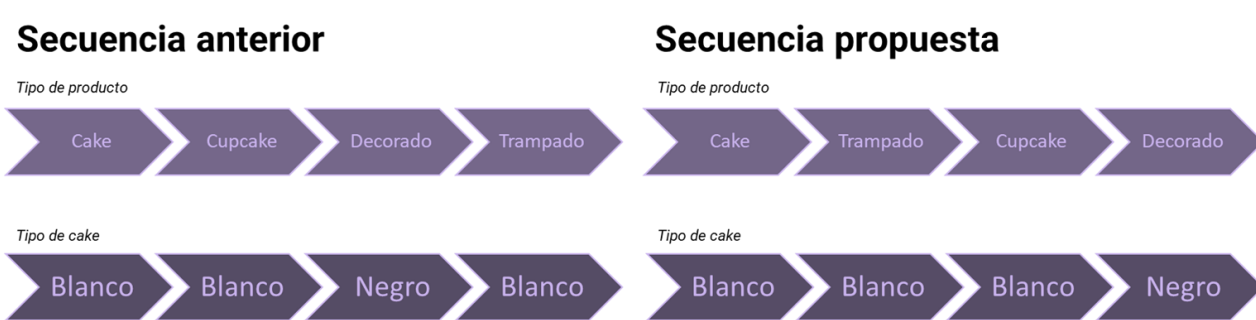 Secuencia anterior
Tipo de producto
Cake Cupcake Decorado Trampado
Tipo de cake
Blanco Blanco Negro Blanco
Secuencia propuesta
Tipo de producto
Cake Trampado Cupcake Decorado
Tipo de cake
Blanco Blanco Blanco Negro